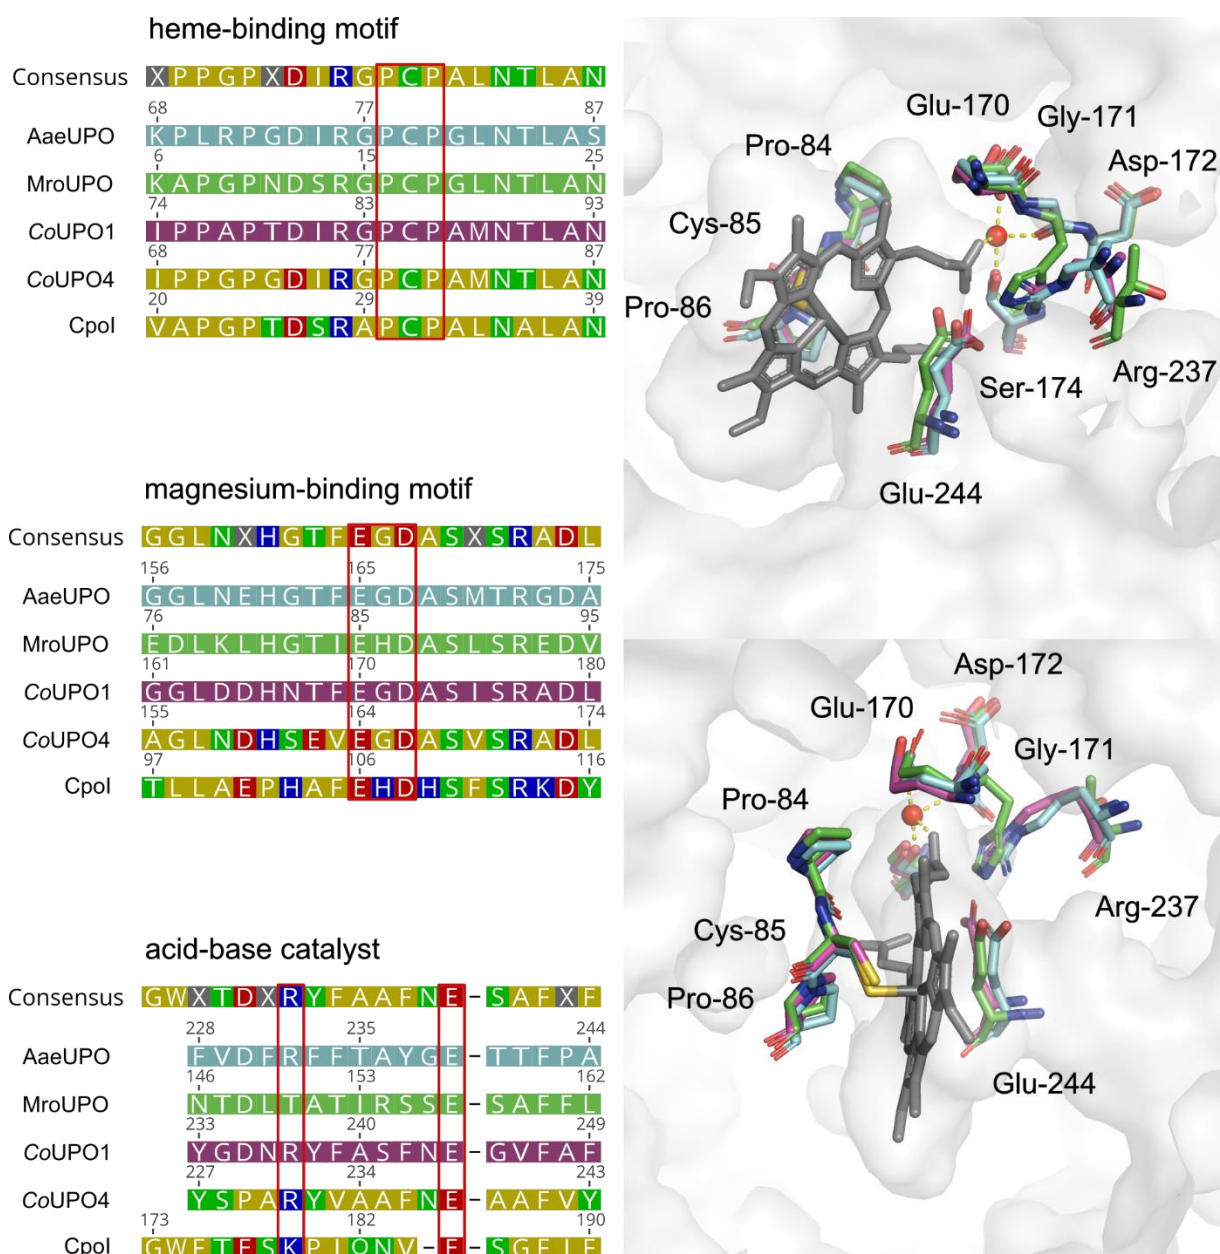 heme-binding motif
Consensus XPPGPXDIRGPCPALNTLAN
68 77 87
AaeUPO KPLRPGDIRGPCPGLNTLAS
6 15 25
MroUPO KAPGPNDSRGPCPGLNTLAN
74 83 93
CoUPO1 IPPAPTDIRGPCPAMNTLAN
68 77 87
CoUPO4 IPPGPGDIRGPCPAMNTLAN
20 29 39
CpoI VAPGPTDSRAPCPALNALAN
magnesium-binding motif
Consensus GGLNXHGTFEGDASXSRADL
156 165 175
AaeUPO GGLNEHGTFEGDASMTRGDA
76 85 95
MroUPO EDLKLHGTIEHDASLSREDV
161 170 180
CoUPO1 GGLDDHNTFEGDASISRADL
155 164 174
CoUPO4 AGLNDHSEVEGDASVSRADL
97 106 116
CpoI TLLAEPHAFEHDHSFSRKDY
acid-base catalyst
Consensus GWXTDXRYFAAFNE-SAFXF
228 235 244
AaeUPO FVDFRFFTAYGE-TTFPA
146 153 162
MroUPO NTDLTATIRSSE-SAFFL
233 240 249
CoUPO1 YGDNRYFASFNE-GVFAF
227 234 243
CoUPO4 YSPARYVAAFNE-AAFVY
173 182 190
CpoI GWFTFSKPIQNV-F-SGFIF
Glu-170
Gly-171
Pro-84
Asp-172
Cys-85
Pro-86
Arg-237
Ser-174
Glu-244
Asp-172
Glu-170
Gly-171
Pro-84
Arg-237
Cys-85
Pro-86
Glu-244